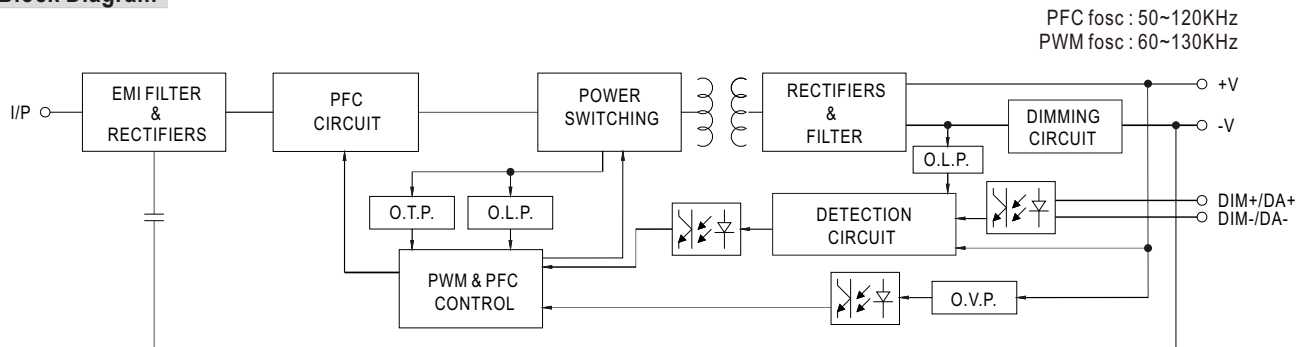 Block Diagram
PFC fosc : 50~120KHz
PWM fosc : 60~130KHz
I/P
EMI FILTER
&
RECTIFIERS
PFC
CIRCUIT
POWER
SWITCHING
RECTIFIERS
&
FILTER
DIMMING
CIRCUIT
+V
-V
O.L.P.
O.T.P.
O.L.P.
DETECTION
CIRCUIT
DIM+/DA+
DIM-/DA-
PWM & PFC
CONTROL
O.V.P.